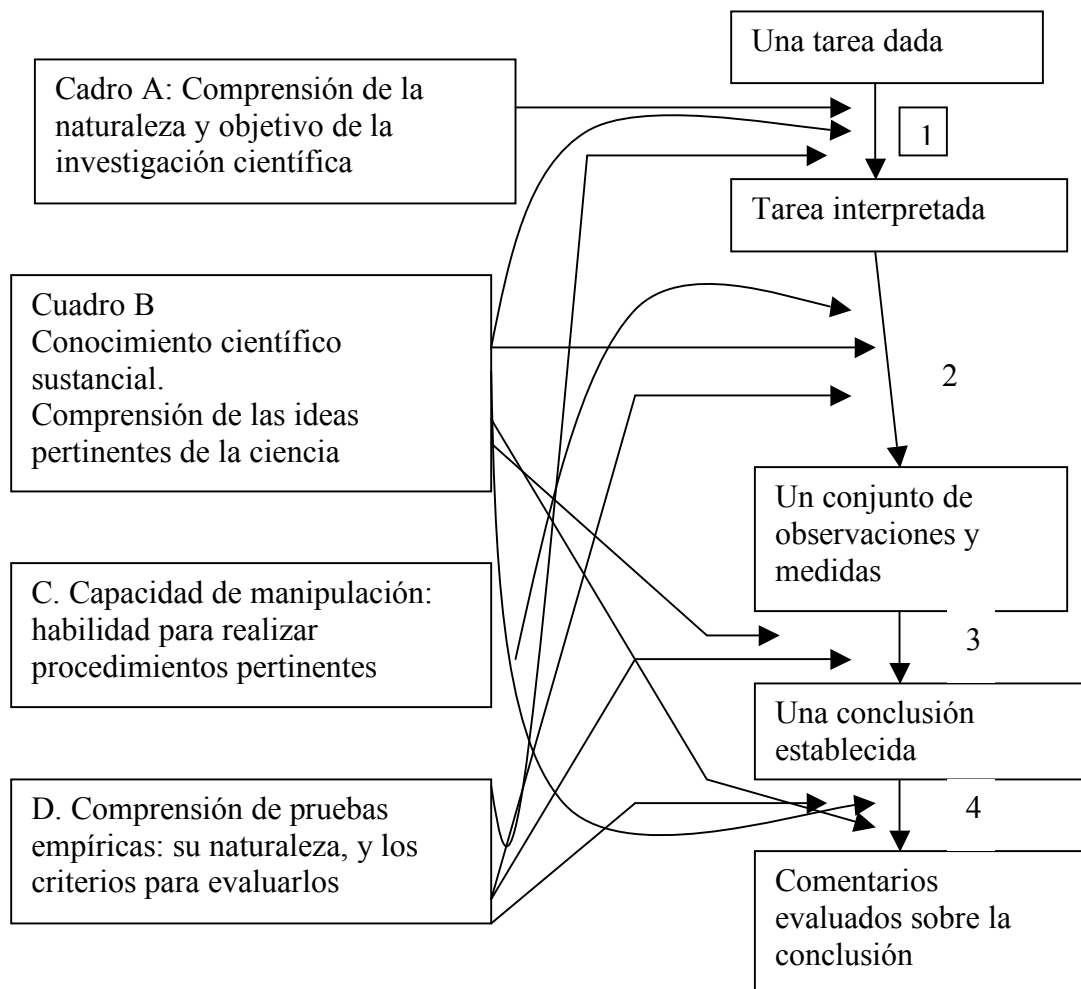 Una tarea dada
Cadro A: Comprensión de la
naturaleza y objetivo de la
investigación científica
1
Tarea interpretada
Cuadro B
Conocimiento científico
sustancial.
Comprensión de las ideas
pertinentes de la ciencia
2
Un conjunto de
observaciones y
medidas
C. Capacidad de manipulación:
habilidad para realizar
procedimientos pertinentes
3
Una conclusión
establecida
D. Comprensión de pruebas
empíricas: su naturaleza, y los
criterios para evaluarlos
4
Comentarios
evaluados sobre la
conclusión